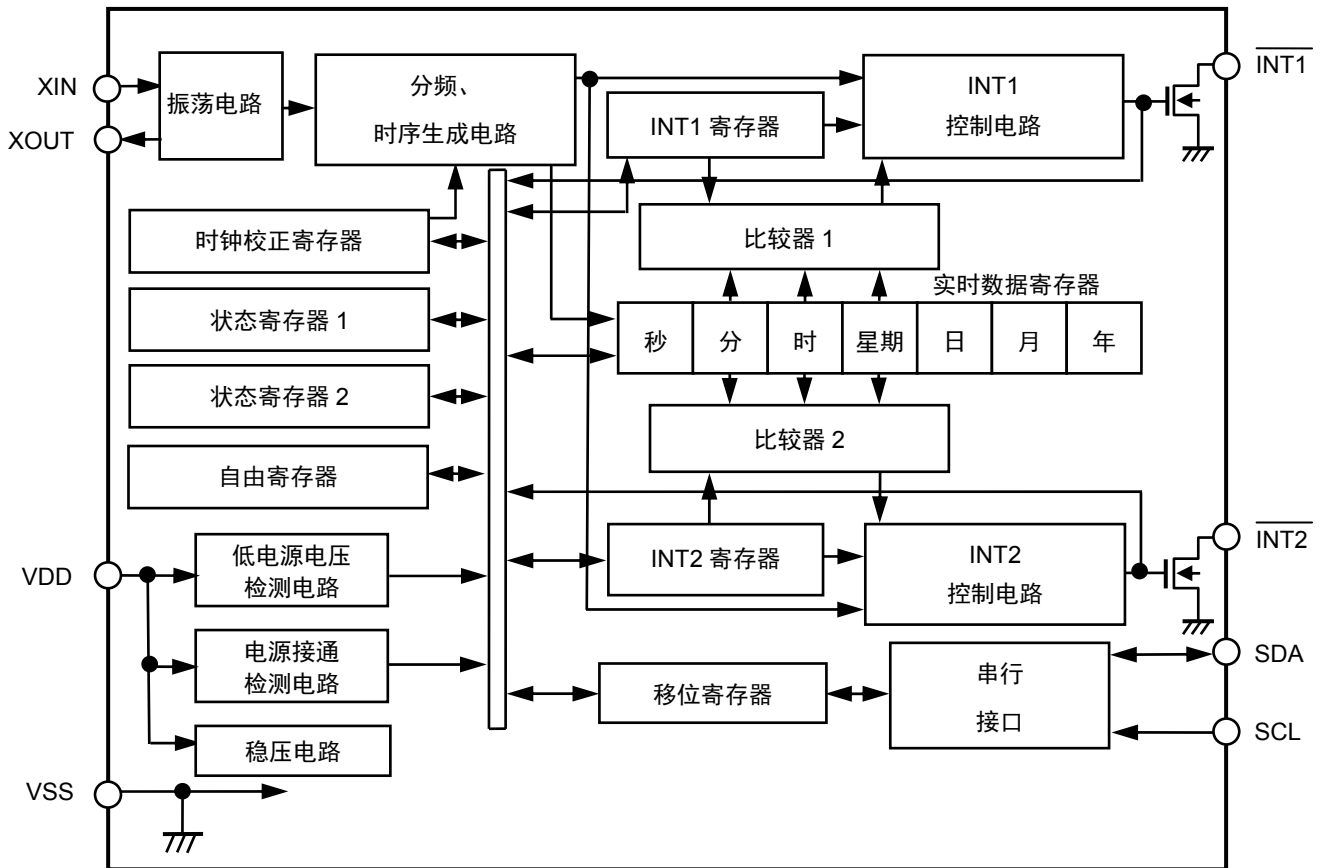 XIN
XOUT
振荡电路
分频、
时序生成电路
INT1 寄存器
INT1
控制电路
INT1
时钟校正寄存器
比较器 1
状态寄存器 1
实时数据寄存器
秒 分 时 星期 日 月 年
状态寄存器 2
比较器 2
自由寄存器
VDD
低电源电压
检测电路
INT2 寄存器
INT2
控制电路
INT2
电源接通
检测电路
移位寄存器
串行
接口
SDA
SCL
稳压电路
VSS